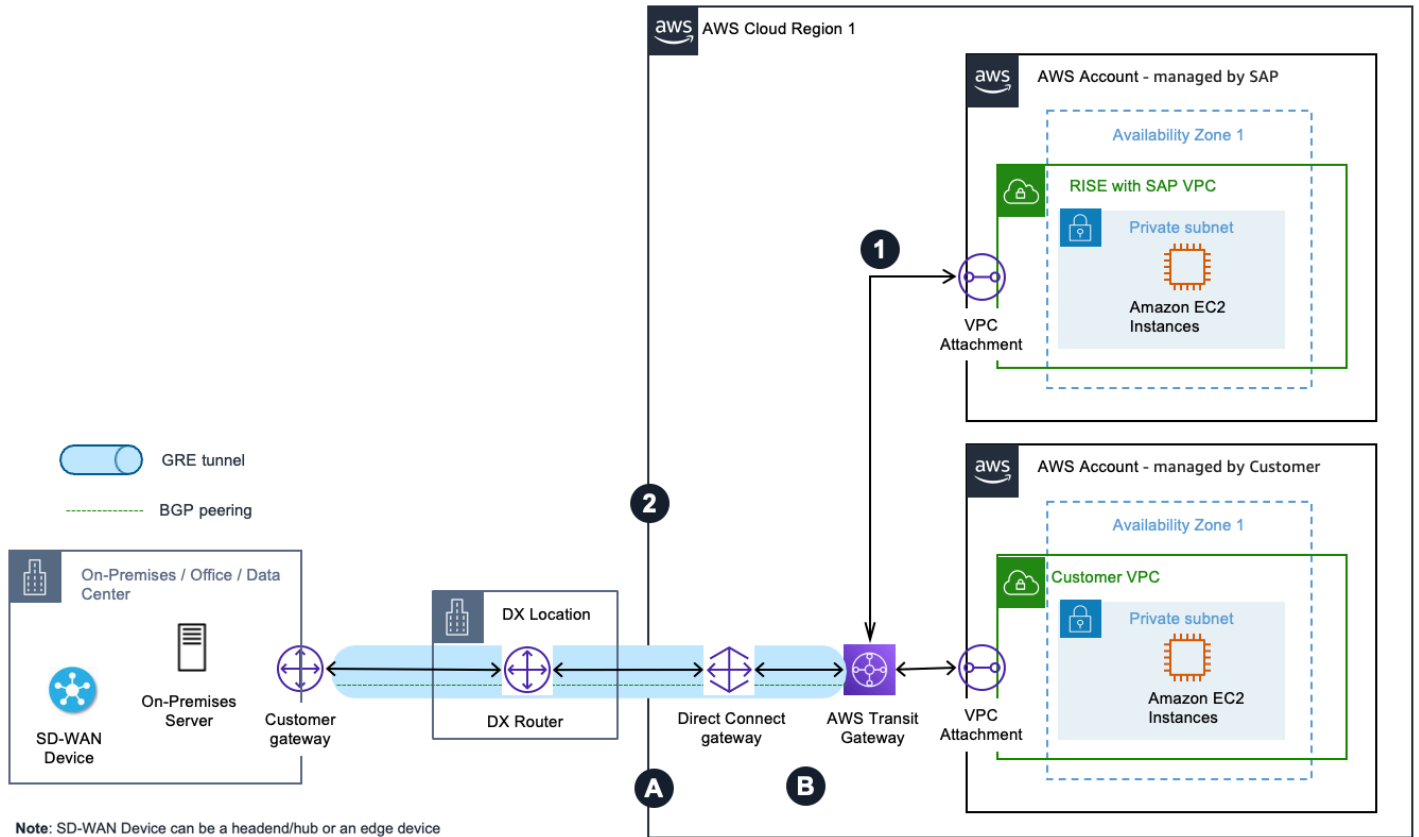 aws
AWS Cloud Region 1
aws
AWS Account - managed by SAP
Availability Zone 1
RISE with SAP VPC
Private subnet
1
Amazon EC2
Instances
VPC
Attachment
aws
AWS Account - managed by Customer
GRE tunnel
2
BGP peering
Availability Zone 1
On-Premises / Office / Data
Center
Customer VPC
DX Location
Private subnet
On-Premises
Server
Amazon EC2
Instances
Customer
gateway
DX Router
Direct Connect
gateway
AWS Transit
Gateway
VPC
Attachment
SD-WAN
Device
A
B
Note: SD-WAN Device can be a headend/hub or an edge device